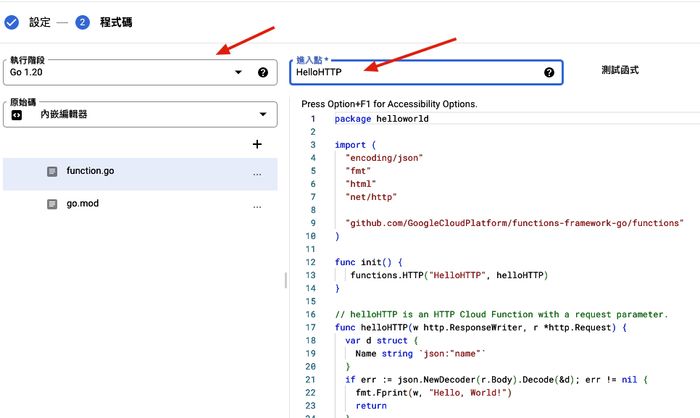 設定
2
程式碼
執行階段
Go 1.20
進入點 *
HelloHTTP
測試函式
原始碼
內嵌編輯器
+
function.go
...
go.mod
...
Press Option+F1 for Accessibility Options.
1 package helloworld
2
3 import (
4 "encoding/json"
5 "fmt"
6 "html"
7 "net/http"
8
9 "github.com/GoogleCloudPlatform/functions-framework-go/functions"
10 )
11
12 func init() {
13 functions.HTTP("HelloHTTP", helloHTTP)
14 }
15
16 // helloHTTP is an HTTP Cloud Function with a request parameter.
17 func helloHTTP(w http.ResponseWriter, r *http.Request) {
18 var d struct {
19 Name string `json:"name"`
20 }
21 if err := json.NewDecoder(r.Body).Decode(&d); err != nil {
22 fmt.Fprint(w, "Hello, World!")
23 return